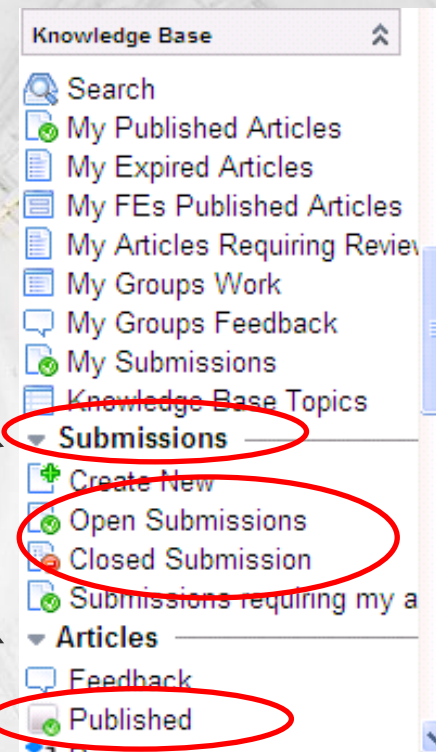 Knowledge Base
Search
My Published Articles
My Expired Articles
My FEs Published Articles
My Articles Requiring
My Groups Work
My Groups Feedback
My Submissions
Knowledge Base Topics
Submissions
Create New
Open Submissions
Closed Submission
Submissions requiring my a
Articles
Feedback
Published